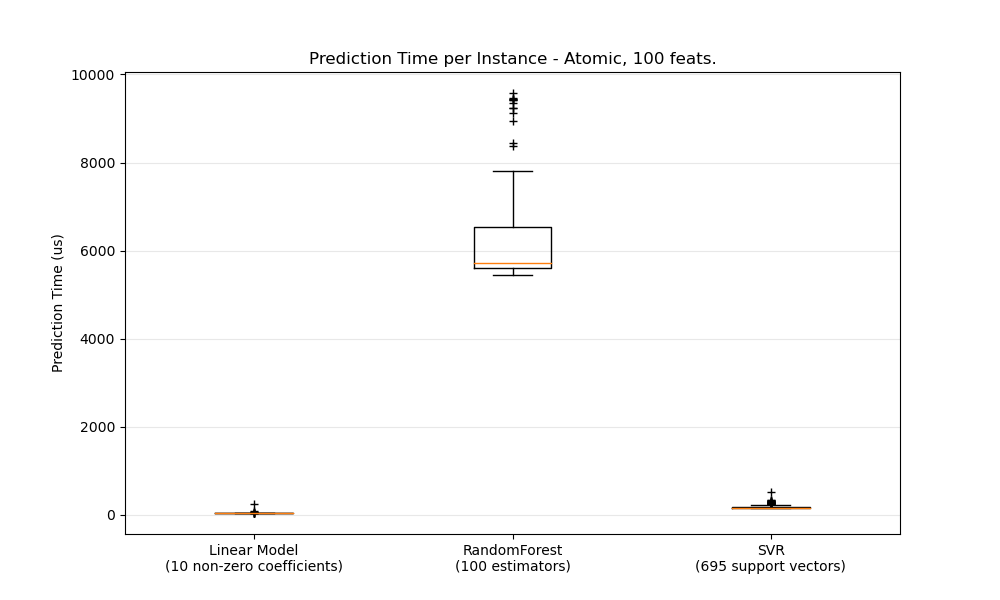 Prediction Time per Instance - Atomic, 100 feats.
Prediction Time (us)
10000
8000
6000
4000
2000
0
Linear Model
(10 non-zero coefficients)
RandomForest
(100 estimators)
SVR
(695 support vectors)